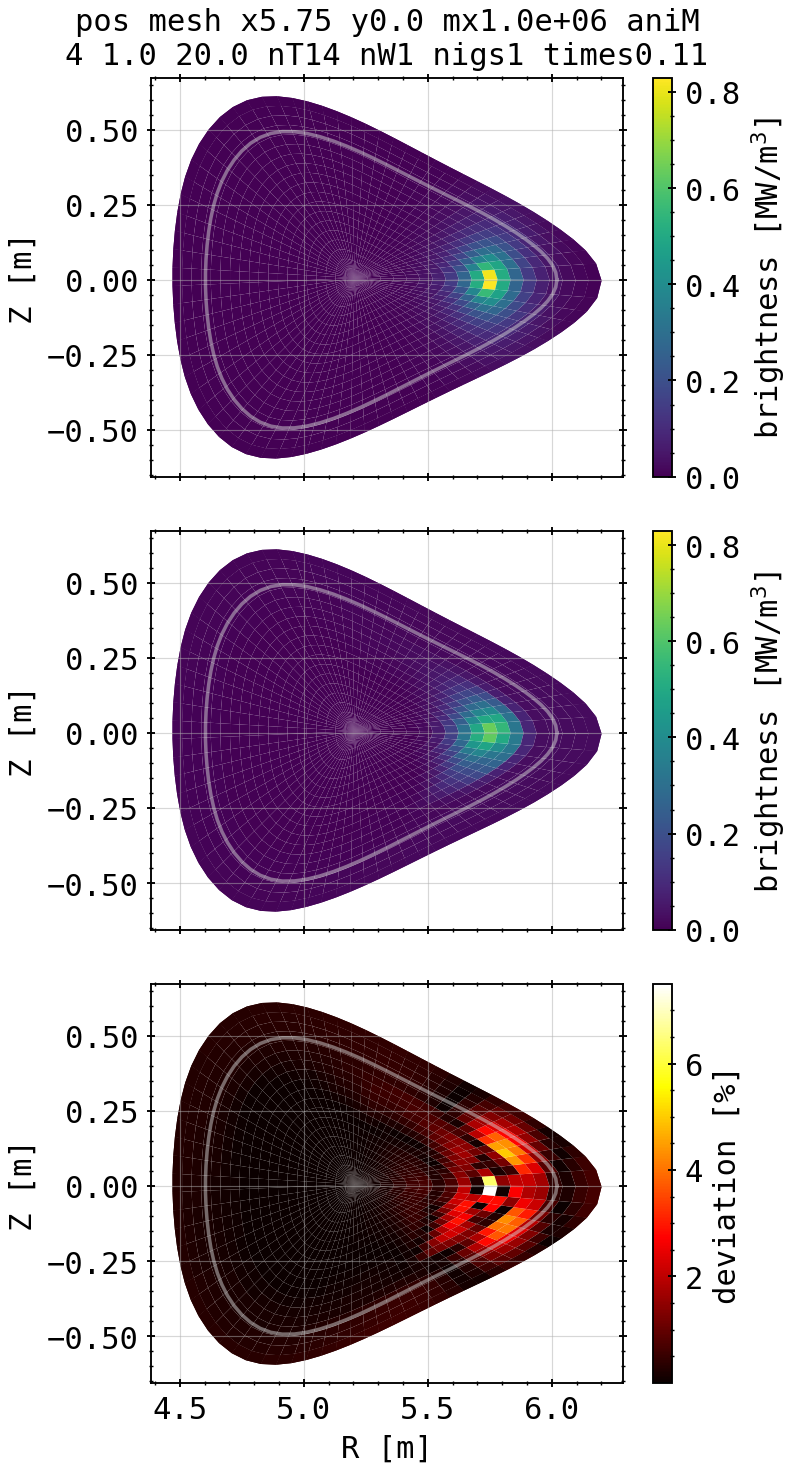 pos mesh x5.75 y0.0 mx1.0e+06 aniM
4 1.0 20.0 nT14 nW1 nigs1 times0.11
0.50
0.25
0.00
−0.25
−0.50
Z [m]
0.8
0.6
0.4
0.2
0.0
brightness [MW/m³]
0.50
0.25
0.00
−0.25
−0.50
Z [m]
0.8
0.6
0.4
0.2
0.0
brightness [MW/m³]
0.50
0.25
0.00
−0.25
−0.50
Z [m]
6
4
2
deviation [%]
4.5 5.0 5.5 6.0
R [m]